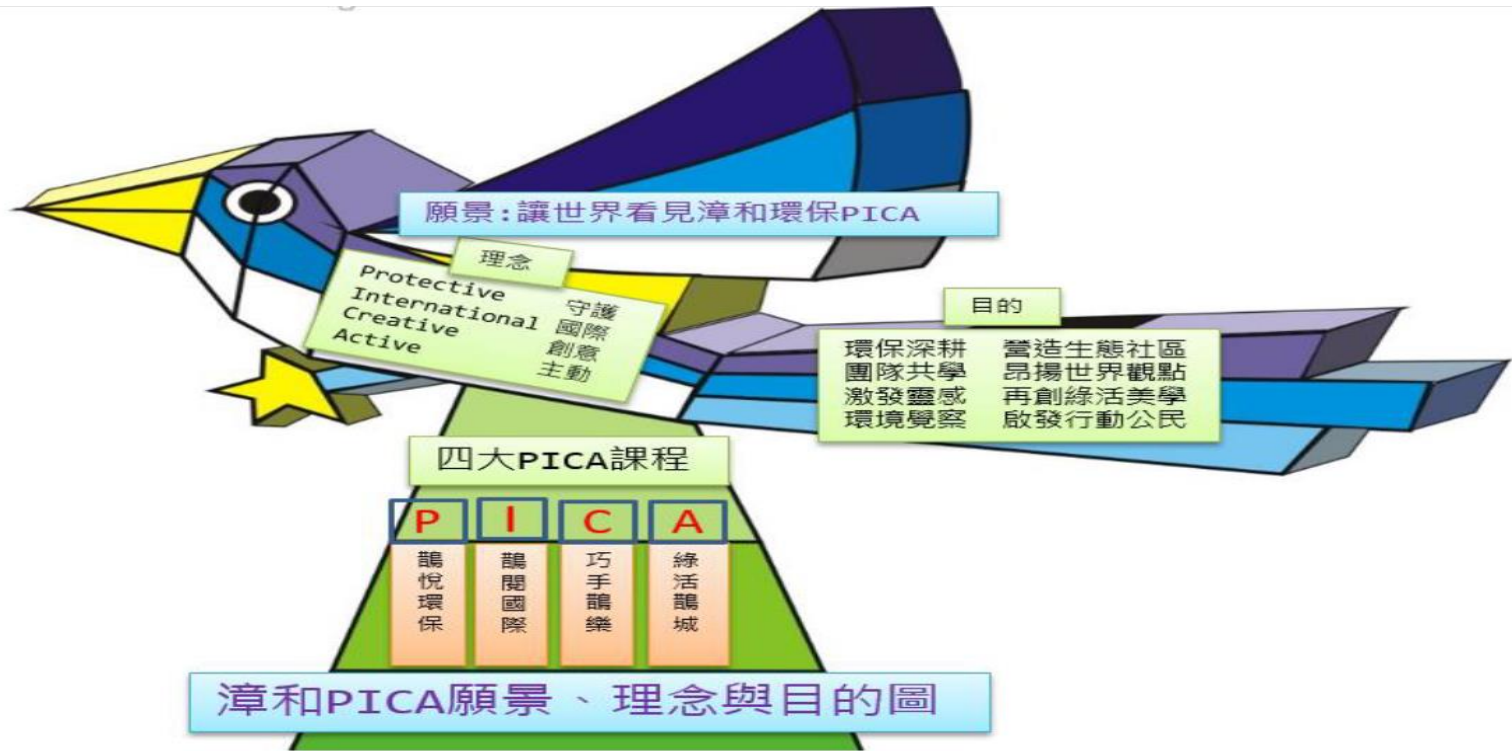 願景:讓世界看見漳和環保PICA
理念
Protective 守護
International 國際
Creative 創意
Active 主動
目的
環保深耕 營造生態社區
團隊共學 昂揚世界觀點
激發靈感 再創綠活美學
環境覺察 啟發行動公民
四大PICA課程
P
I
C
A
鵲悅環保
鵲閱國際
巧手鵲樂
綠活鵲城
漳和PICA願景、理念與目的圖